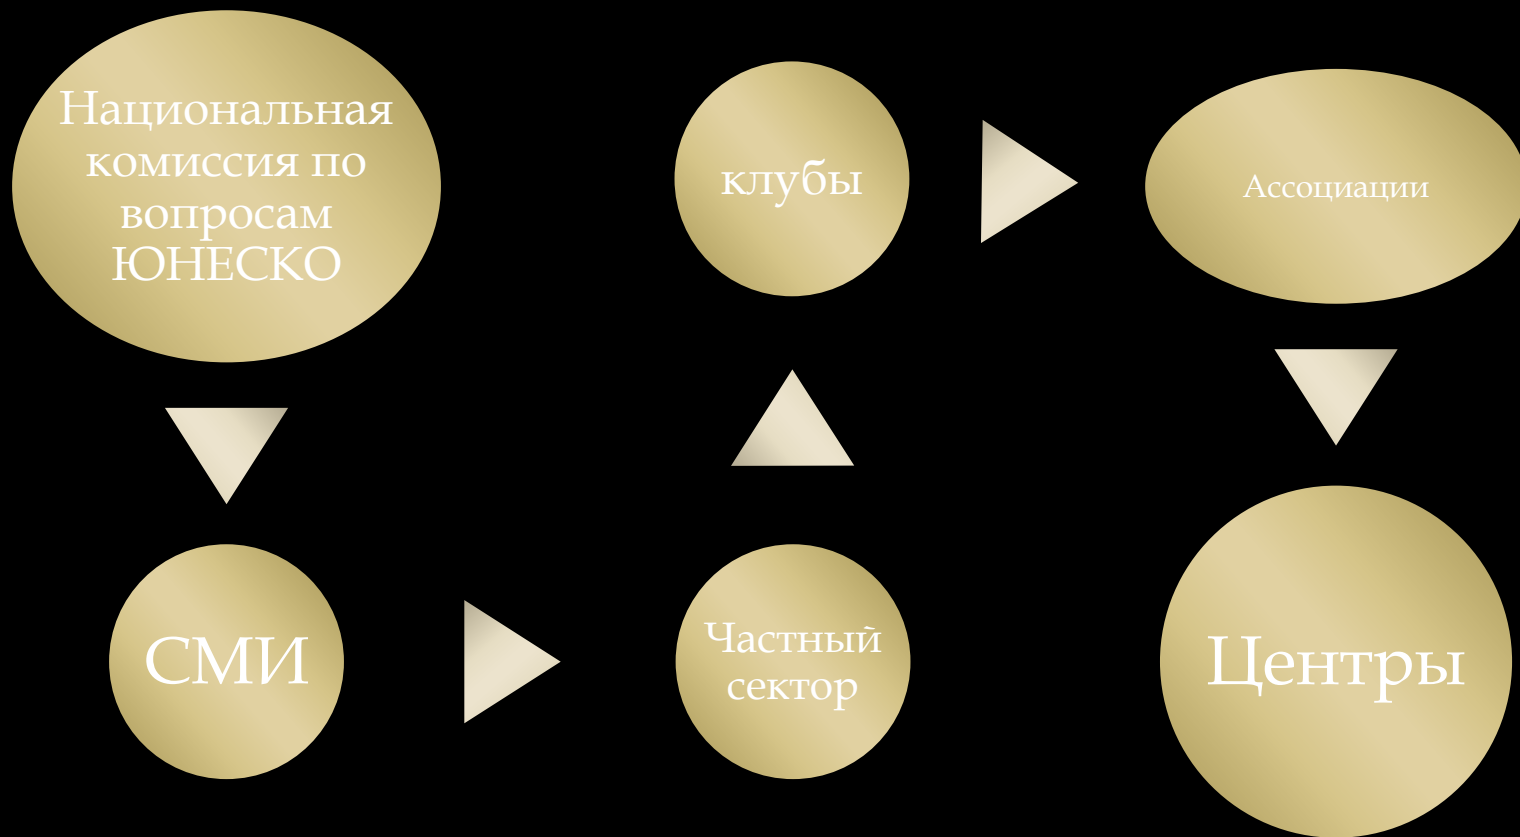 Национальная
комиссия по
вопросам
ЮНЕСКО
СМИ
Частный
сектор
клубы
Ассоциации
Центры